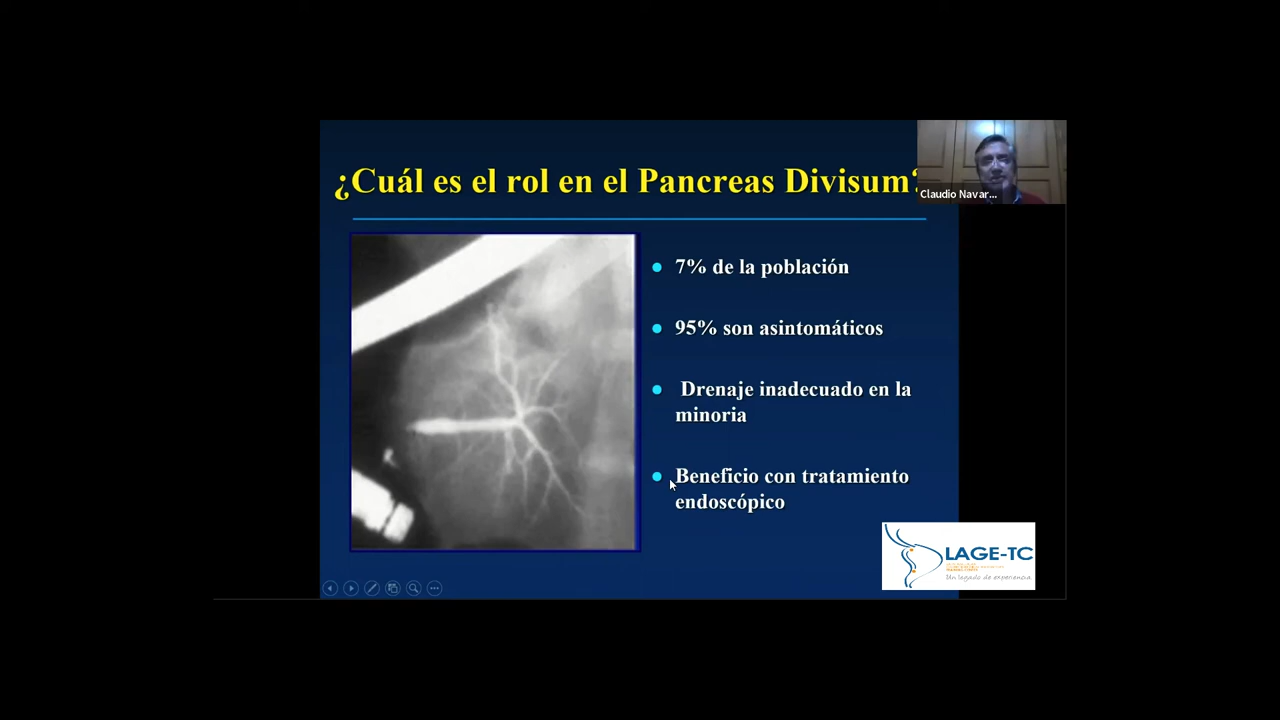 ¿Cuál es el rol en el Pancreas Divisum?
Claudio Navar...
7% de la población
95% son asintomáticos
Drenaje inadecuado en la
minoria
Beneficio con tratamiento
endoscópico
LAGE-TC
Un legado de experiencia